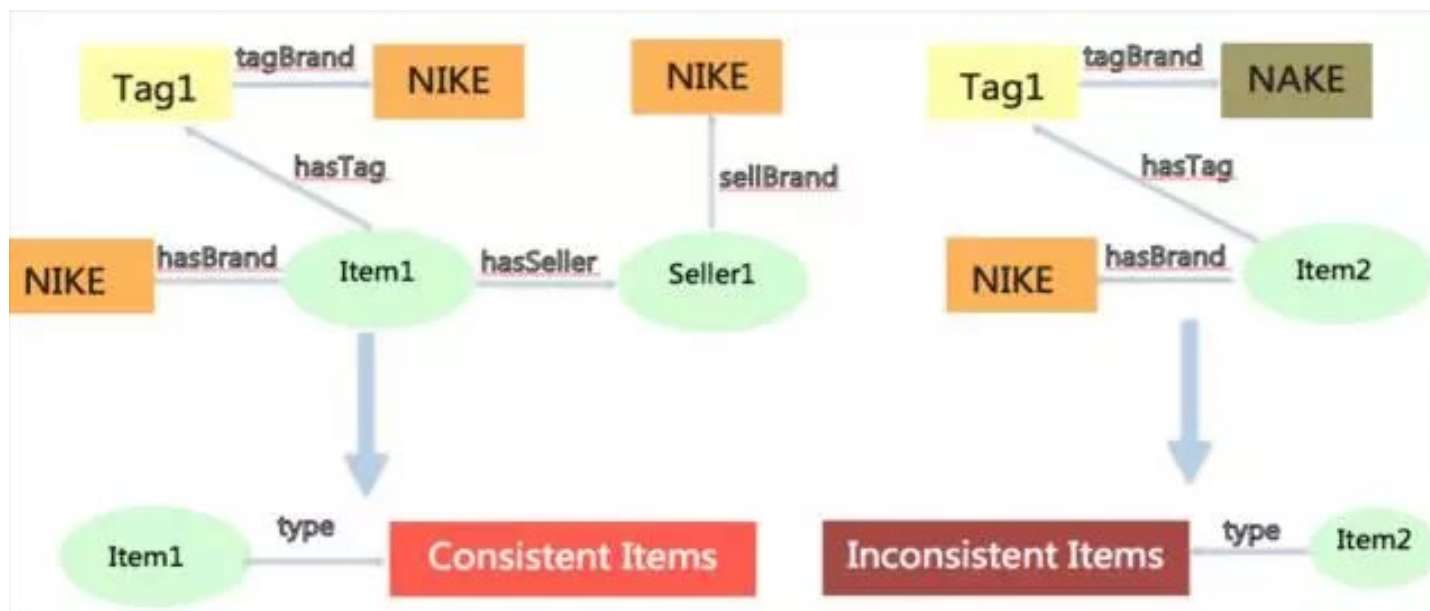 Tag1
tagBrand
NIKE
NIKE
Tag1
tagBrand
NAKE
hasTag
sellBrand
hasTag
NIKE
hasBrand
Item1
hasSeller
Seller1
NIKE
hasBrand
Item2
Item1
type
Consistent Items
Inconsistent Items
type
Item2